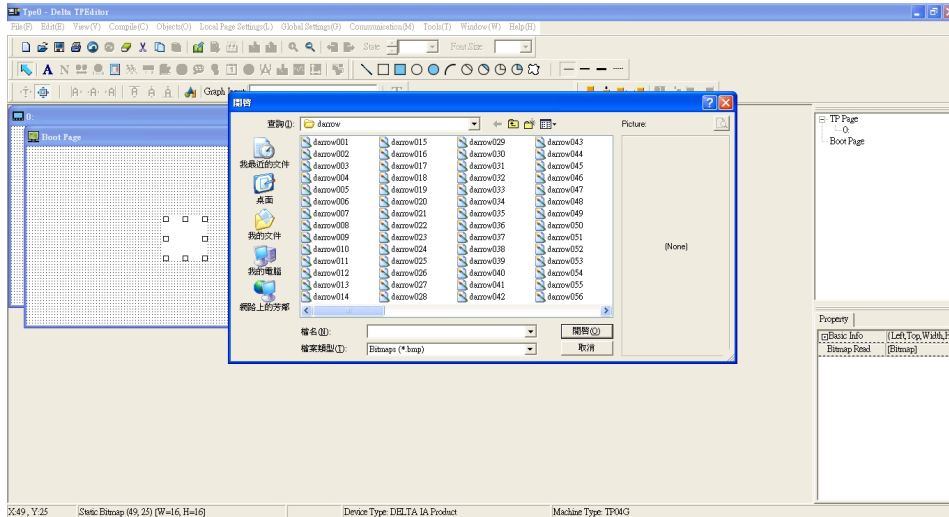 Tpe0 - Delta TPEditor
File(F) Edit(E) View(V) Compile(C) Objects(O) Local Page Settings(L) Global Settings(G) Communication(M) Tools(T) Window(W) Help(H)
State: Font Size:
A N
A A A A A A Graph
0:
Boot Page
開啓
查詢(I): darrow
Picture:
我最近的文件
桌面
我的文件
我的電腦
網路上的芳鄰
darrow001 darrow015 darrow029 darrow043
darrow002 darrow016 darrow030 darrow044
darrow003 darrow017 darrow031 darrow045
darrow004 darrow018 darrow032 darrow046
darrow005 darrow019 darrow033 darrow047
darrow006 darrow020 darrow034 darrow048
darrow007 darrow021 darrow035 darrow049
darrow008 darrow022 darrow036 darrow050
darrow009 darrow023 darrow037 darrow051
darrow010 darrow024 darrow038 darrow052
darrow011 darrow025 darrow039 darrow053
darrow012 darrow026 darrow040 darrow054
darrow013 darrow027 darrow041 darrow055
darrow014 darrow028 darrow042 darrow056
(None)
檔名(N): 開啓(O)
檔案類型(T): Bitmaps (*.bmp) 取消
TP Page
0:
Boot Page
Property
Basic Info (Left,Top,Width,H
Bitmap Read [Bitmap]
X:49 , Y:25 Static Bitmap (49, 25) [W=16, H=16] Device Type: DELTA IA Product Machine Type: TP04G